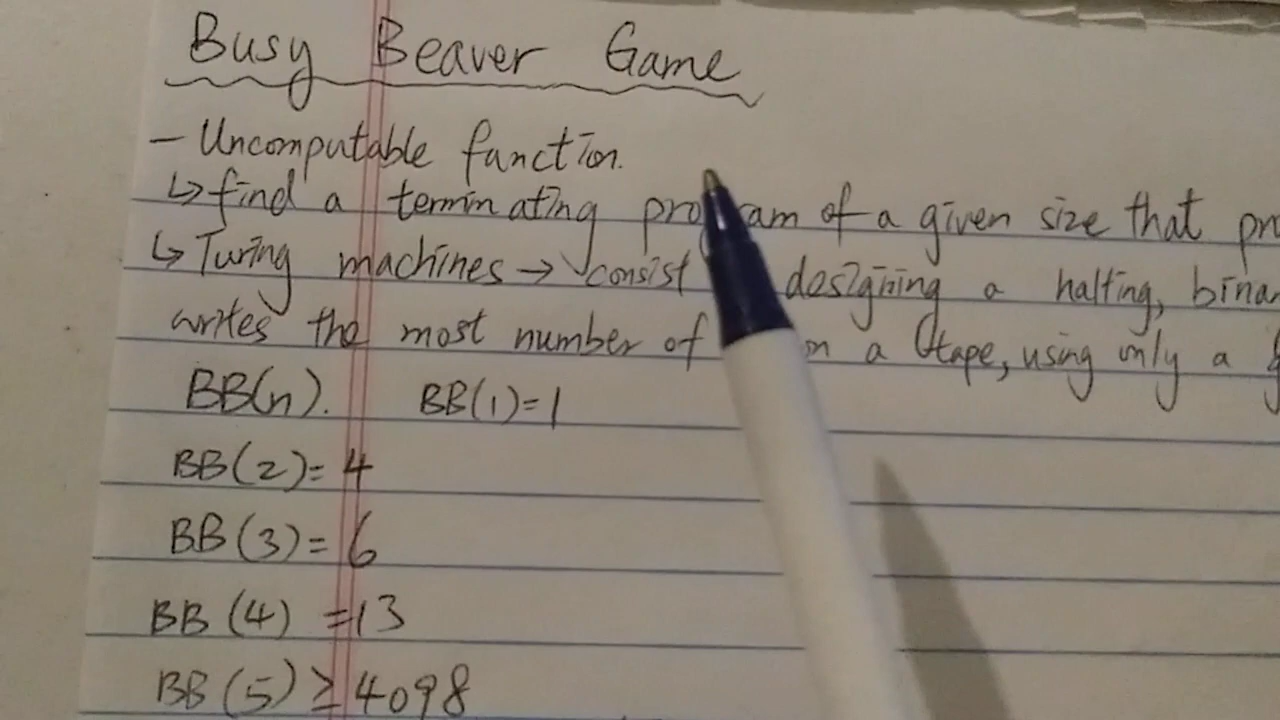 Busy Beaver Game
- Uncomputable function.
↳ find a terminating program of a given size that
↳ Turing machines → consist designing a halting,
writes the most number of on a tape, using only a
BB(n). BB(1)=1
BB(2)=4
BB(3)=6
BB(4)=13
BB(5)≥4098